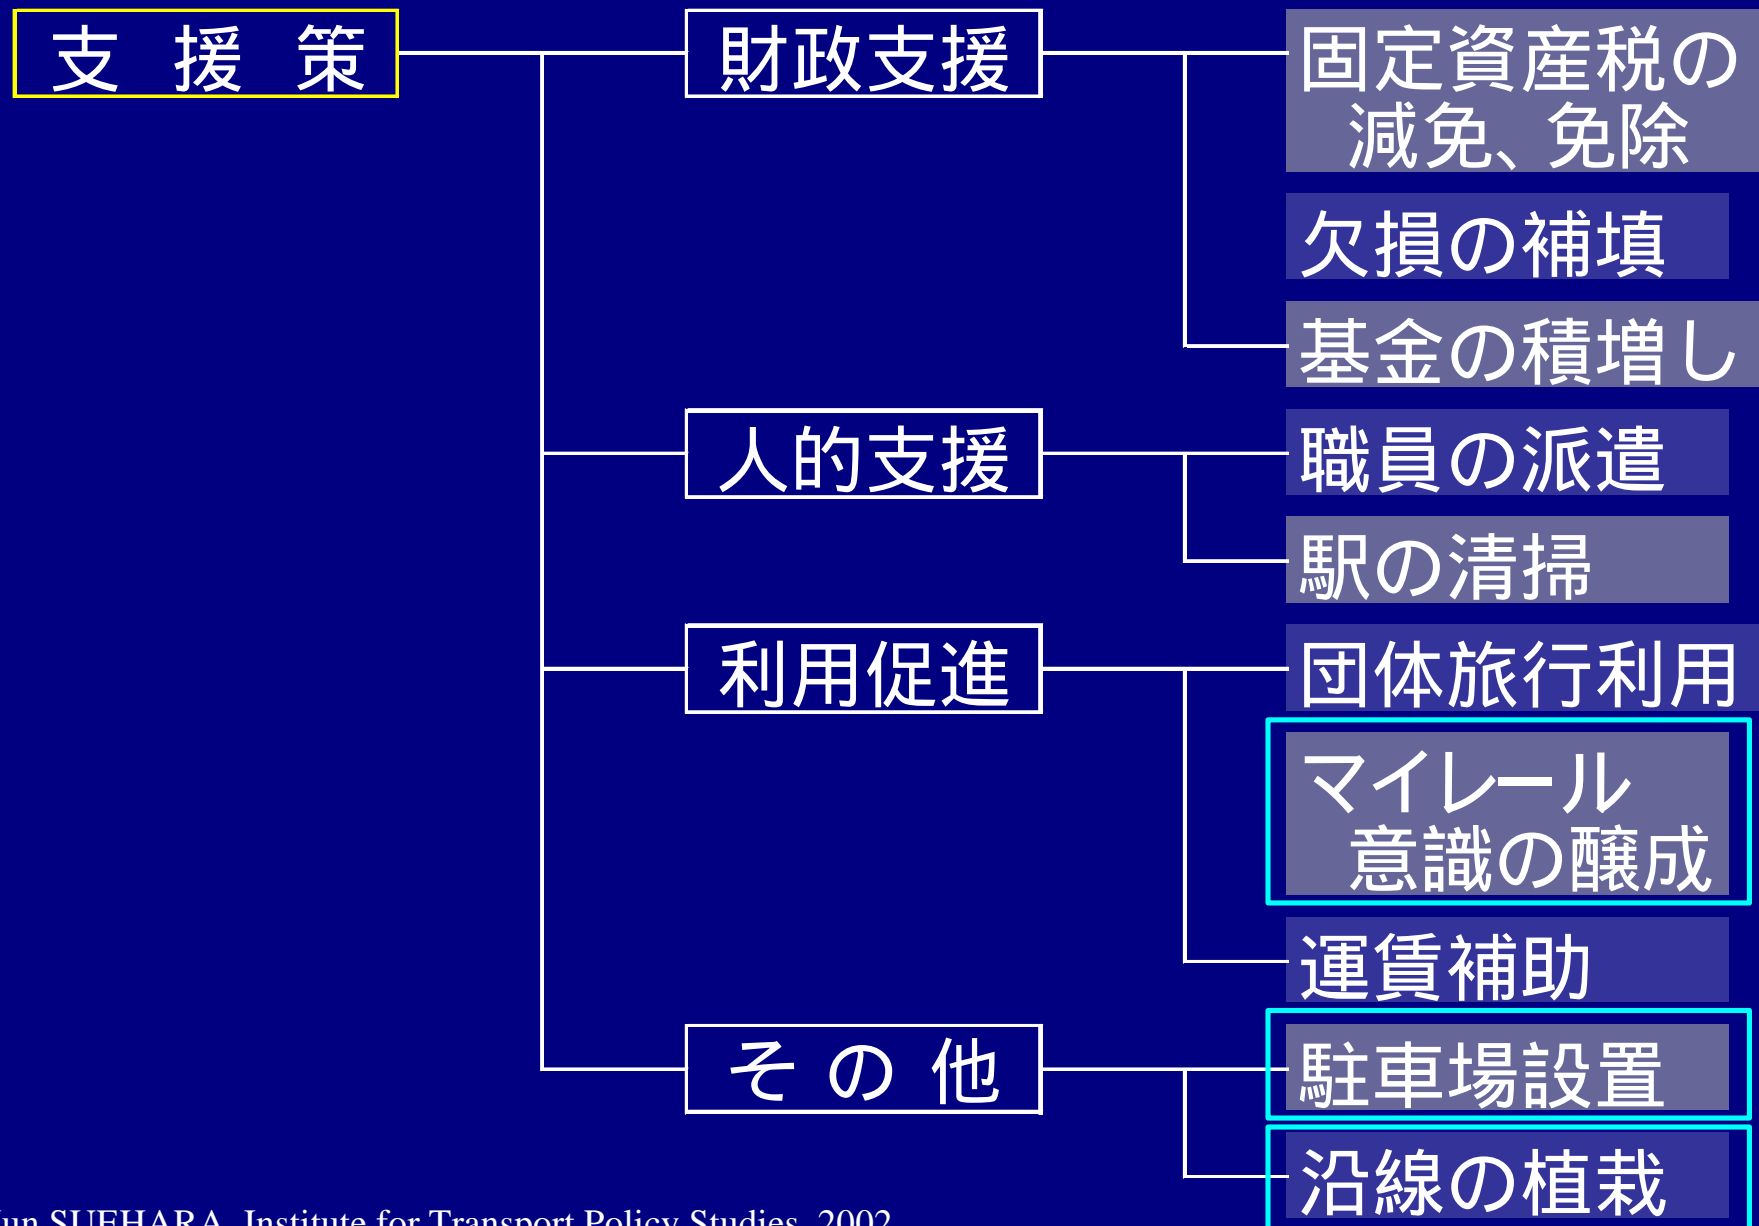 支 援 策
財政支援
固定資産税の
減免、免除
欠損の補填
基金の積増し
人的支援
職員の派遣
駅の清掃
利用促進
団体旅行利用
マイレール
意識の醸成
運賃補助
そ の 他
駐車場設置
沿線の植栽
Jun SUEHARA, Institute for Transport Policy Studies, 2002